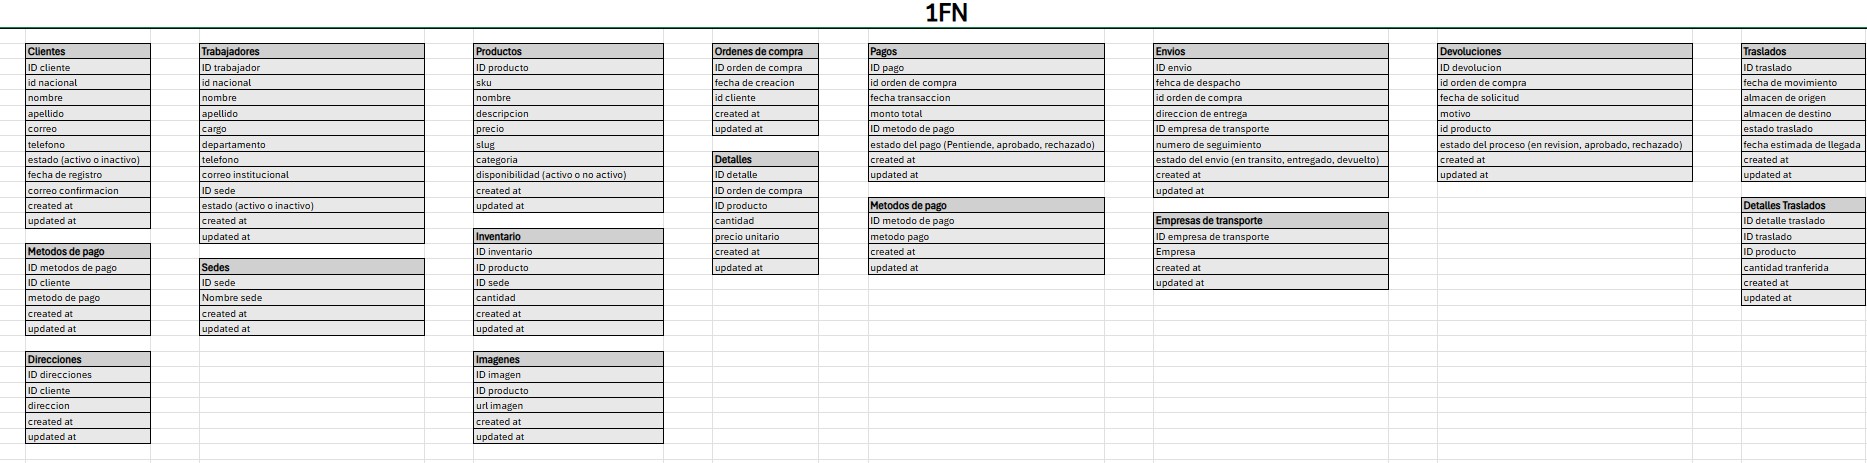 1FN
Clientes
ID cliente
id nacional
nombre
apellido
correo
telefono
estado (activo o inactivo)
fecha de registro
correo confirmacion
created at
updated at
Metodos de pago
ID metodos de pago
ID cliente
metodo de pago
created at
updated at
Direcciones
ID direcciones
ID cliente
direccion
created at
updated at
Trabajadores
ID trabajador
id nacional
nombre
apellido
cargo
departamento
telefono
correo institucional
ID sede
estado (activo o inactivo)
created at
updated at
Sedes
ID sede
Nombre sede
created at
updated at
Productos
ID producto
sku
nombre
descripcion
precio
slug
categoria
disponibilidad (activo o no activo)
created at
updated at
Inventario
ID inventario
ID producto
ID sede
cantidad
created at
updated at
Imagenes
ID imagen
ID producto
url imagen
created at
updated at
Ordenes de compra
ID orden de compra
fecha de creacion
id cliente
created at
updated at
Detalles
ID detalle
ID orden de compra
ID producto
cantidad
precio unitario
created at
updated at
Pagos
ID pago
id orden de compra
fecha transaccion
monto total
ID metodo de pago
estado del pago (Pentiende, aprobado, rechazado)
created at
updated at
Metodos de pago
ID metodo de pago
metodo pago
created at
updated at
Envios
ID envio
fehca de despacho
id orden de compra
direccion de entrega
ID empresa de transporte
numero de seguimiento
estado del envio (en transito, entregado, devuelto)
created at
updated at
Empresas de transporte
ID empresa de transporte
Empresa
created at
updated at
Devoluciones
ID devolucion
id orden de compra
fecha de solicitud
motivo
id producto
estado del proceso (en revision, aprobado, rechazado)
created at
updated at
Traslados
ID traslado
fecha de movimiento
almacen de origen
almacen de destino
estado traslado
fecha estimada de llegada
created at
updated at
Detalles Traslados
ID detalle traslado
ID traslado
ID producto
cantidad tranferida
created at
updated at